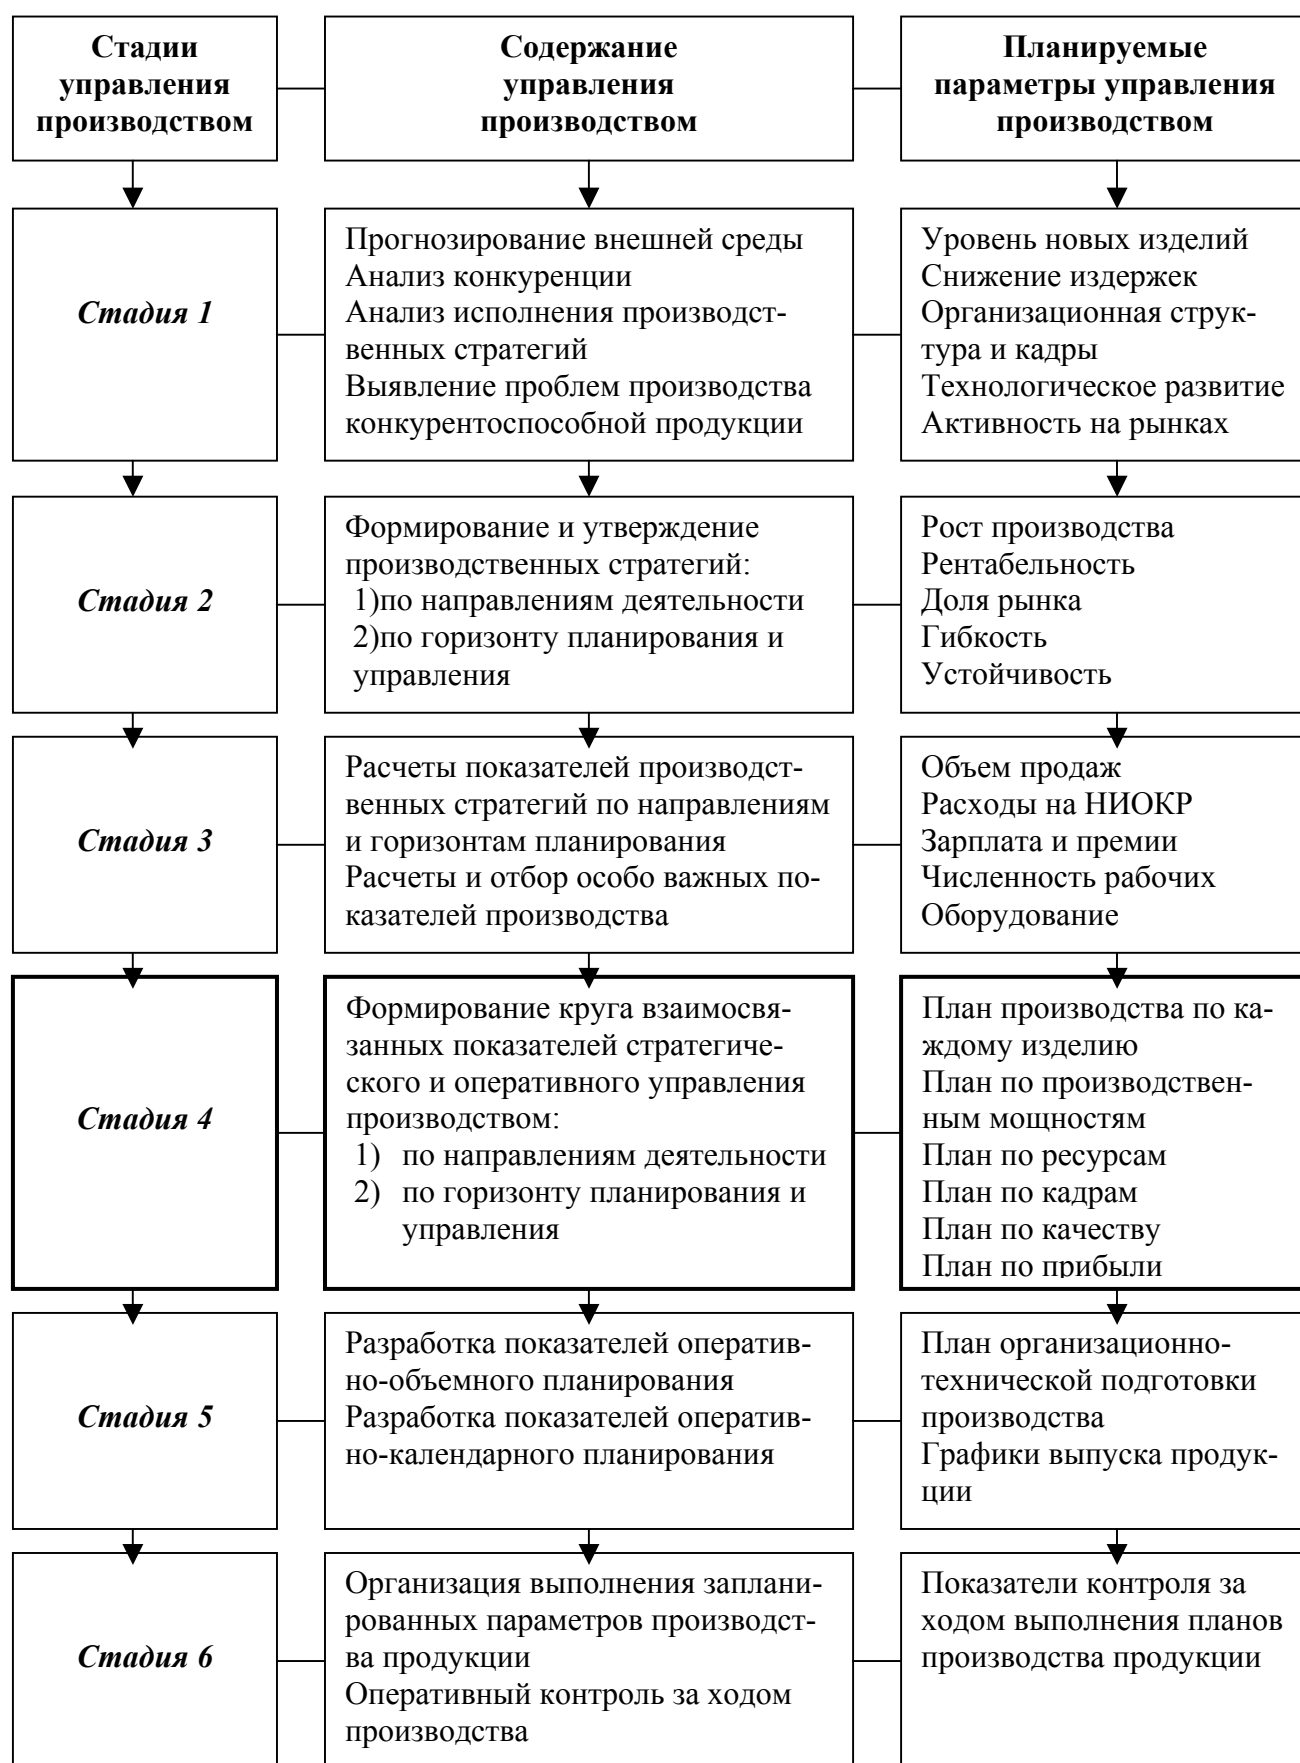 Стадии
управления
производством
Содержание
управления
производством
Планируемые
параметры управления
производством
Стадия 1
Прогнозирование внешней среды
Анализ конкуренции
Анализ исполнения производст-
венных стратегий
Выявление проблем производства
конкурентоспособной продукции
Уровень новых изделий
Снижение издержек
Организационная струк-
тура и кадры
Технологическое развитие
Активность на рынках
Стадия 2
Формирование и утверждение
производственных стратегий:
1)по направлениям деятельности
2)по горизонту планирования и
управления
Рост производства
Рентабельность
Доля рынка
Гибкость
Устойчивость
Стадия 3
Расчеты показателей производст-
венных стратегий по направлениям
и горизонтам планирования
Расчеты и отбор особо важных по-
казателей производства
Объем продаж
Расходы на НИОКР
Зарплата и премии
Численность рабочих
Оборудование
Стадия 4
Формирование круга взаимосвя-
занных показателей стратегиче-
ского и оперативного управления
производством:
1) по направлениям деятельности
2) по горизонту планирования и
управления
План производства по ка-
ждому изделию
План по производствен-
ным мощностям
План по ресурсам
План по кадрам
План по качеству
План по прибыли
Стадия 5
Разработка показателей оператив-
но-объемного планирования
Разработка показателей оператив-
но-календарного планирования
План организационно-
технической подготовки
производства
Графики выпуска продук-
ции
Стадия 6
Организация выполнения заплани-
рованных параметров производст-
ва продукции
Оперативный контроль за ходом
производства
Показатели контроля за
ходом выполнения планов
производства продукции